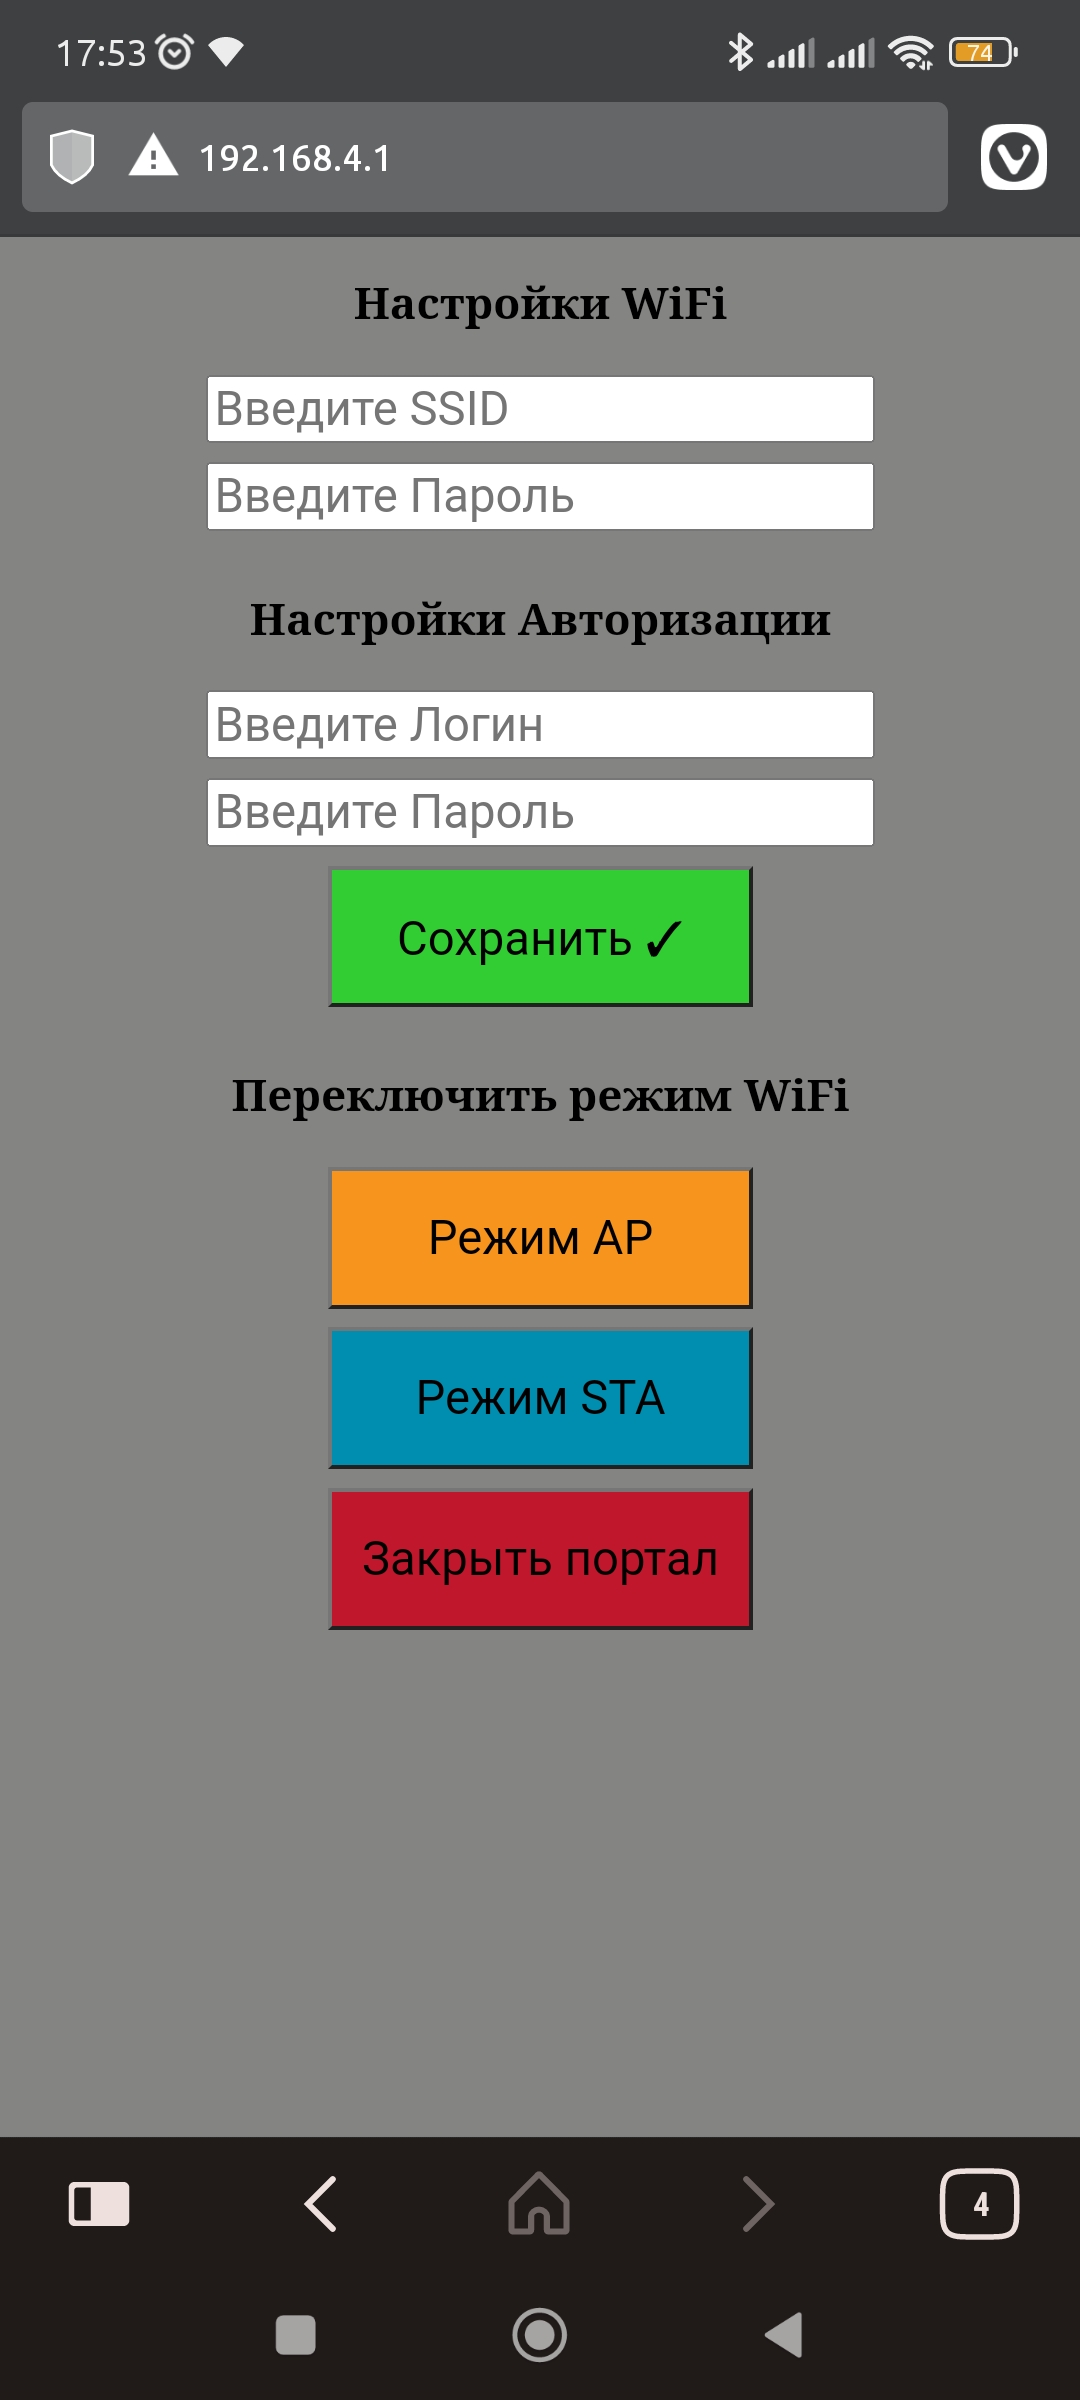 17:53
74
192.168.4.1
Настройки WiFi
Введите SSID
Введите Пароль
Настройки Авторизации
Введите Логин
Введите Пароль
Сохранить ✓
Переключить режим WiFi
Режим AP
Режим STA
Закрыть портал
4